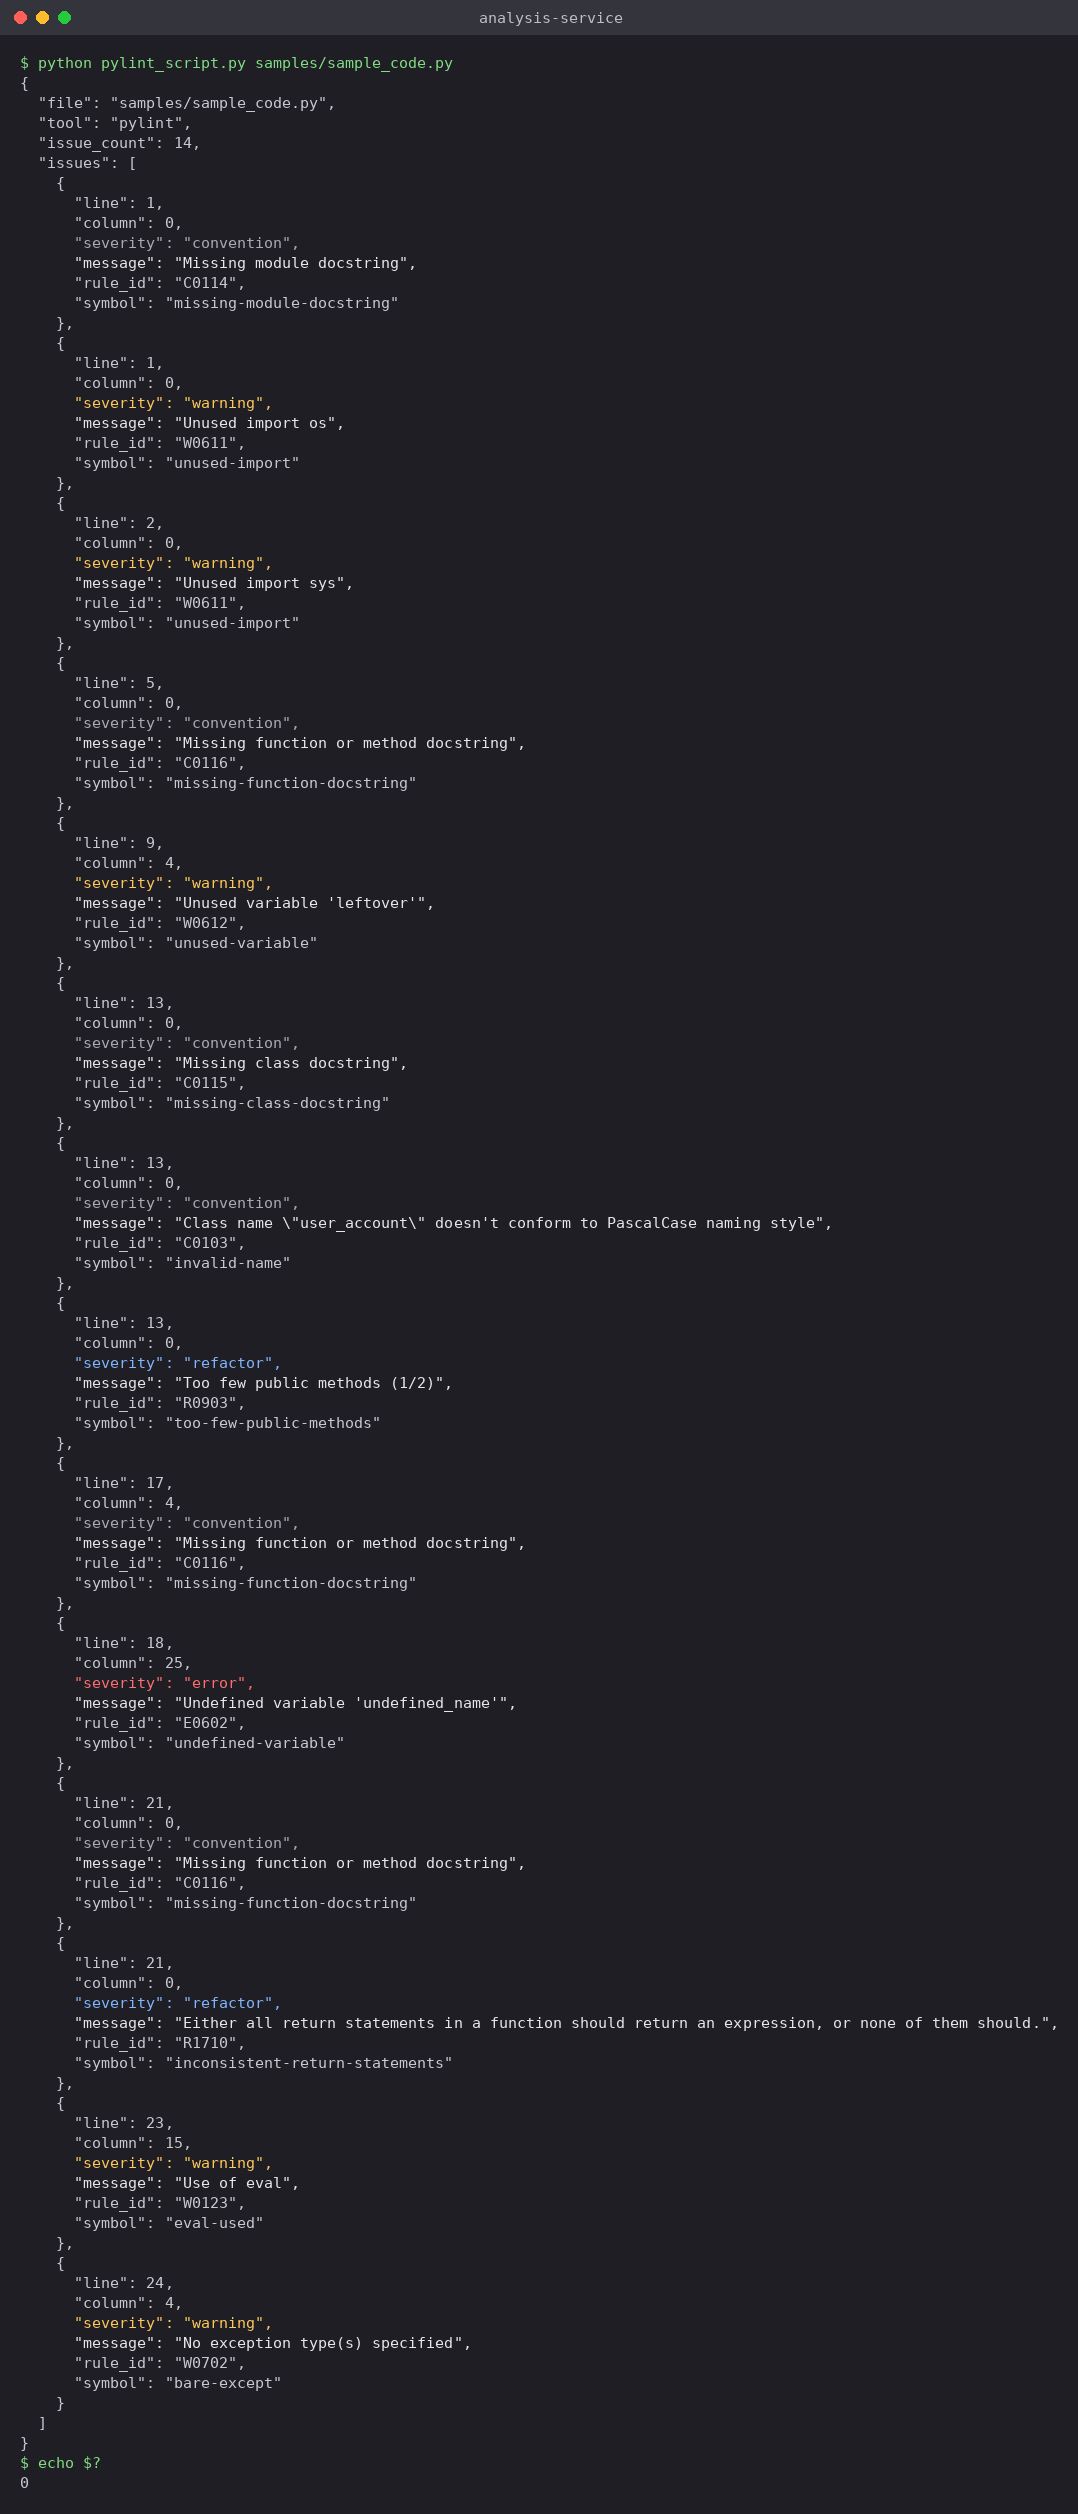 analysis-service
$ python pylint_script.py samples/sample_code.py
{
  "file": "samples/sample_code.py",
  "tool": "pylint",
  "issue_count": 14,
  "issues": [
    {
      "line": 1,
      "column": 0,
      "severity": "convention",
      "message": "Missing module docstring",
      "rule_id": "C0114",
      "symbol": "missing-module-docstring"
    },
    {
      "line": 1,
      "column": 0,
      "severity": "warning",
      "message": "Unused import os",
      "rule_id": "W0611",
      "symbol": "unused-import"
    },
    {
      "line": 2,
      "column": 0,
      "severity": "warning",
      "message": "Unused import sys",
      "rule_id": "W0611",
      "symbol": "unused-import"
    },
    {
      "line": 5,
      "column": 0,
      "severity": "convention",
      "message": "Missing function or method docstring",
      "rule_id": "C0116",
      "symbol": "missing-function-docstring"
    },
    {
      "line": 9,
      "column": 4,
      "severity": "warning",
      "message": "Unused variable 'leftover'",
      "rule_id": "W0612",
      "symbol": "unused-variable"
    },
    {
      "line": 13,
      "column": 0,
      "severity": "convention",
      "message": "Missing class docstring",
      "rule_id": "C0115",
      "symbol": "missing-class-docstring"
    },
    {
      "line": 13,
      "column": 0,
      "severity": "convention",
      "message": "Class name \"user_account\" doesn't conform to PascalCase naming style",
      "rule_id": "C0103",
      "symbol": "invalid-name"
    },
    {
      "line": 13,
      "column": 0,
      "severity": "refactor",
      "message": "Too few public methods (1/2)",
      "rule_id": "R0903",
      "symbol": "too-few-public-methods"
    },
    {
      "line": 17,
      "column": 4,
      "severity": "convention",
      "message": "Missing function or method docstring",
      "rule_id": "C0116",
      "symbol": "missing-function-docstring"
    },
    {
      "line": 18,
      "column": 25,
      "severity": "error",
      "message": "Undefined variable 'undefined_name'",
      "rule_id": "E0602",
      "symbol": "undefined-variable"
    },
    {
      "line": 21,
      "column": 0,
      "severity": "convention",
      "message": "Missing function or method docstring",
      "rule_id": "C0116",
      "symbol": "missing-function-docstring"
    },
    {
      "line": 21,
      "column": 0,
      "severity": "refactor",
      "message": "Either all return statements in a function should return an expression, or none of them should.",
      "rule_id": "R1710",
      "symbol": "inconsistent-return-statements"
    },
    {
      "line": 23,
      "column": 15,
      "severity": "warning",
      "message": "Use of eval",
      "rule_id": "W0123",
      "symbol": "eval-used"
    },
    {
      "line": 24,
      "column": 4,
      "severity": "warning",
      "message": "No exception type(s) specified",
      "rule_id": "W0702",
      "symbol": "bare-except"
    }
  ]
}
$ echo $?
0